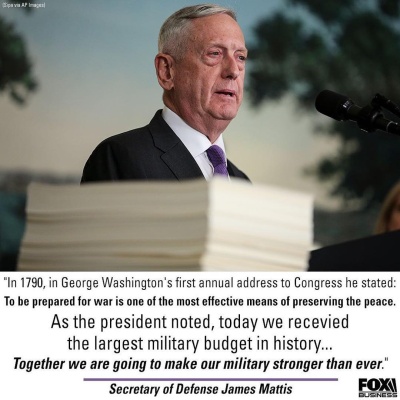 (Sipa via AP Images)
"In 1790, in George Washington's first annual address to Congress he stated:
To be prepared for war is one of the most effective means of preserving the peace.
As the president noted, today we recevied
the largest military budget in history...
Together we are going to make our military stronger than ever."
Secretary of Defense James Mattis
FOX
BUSINESS